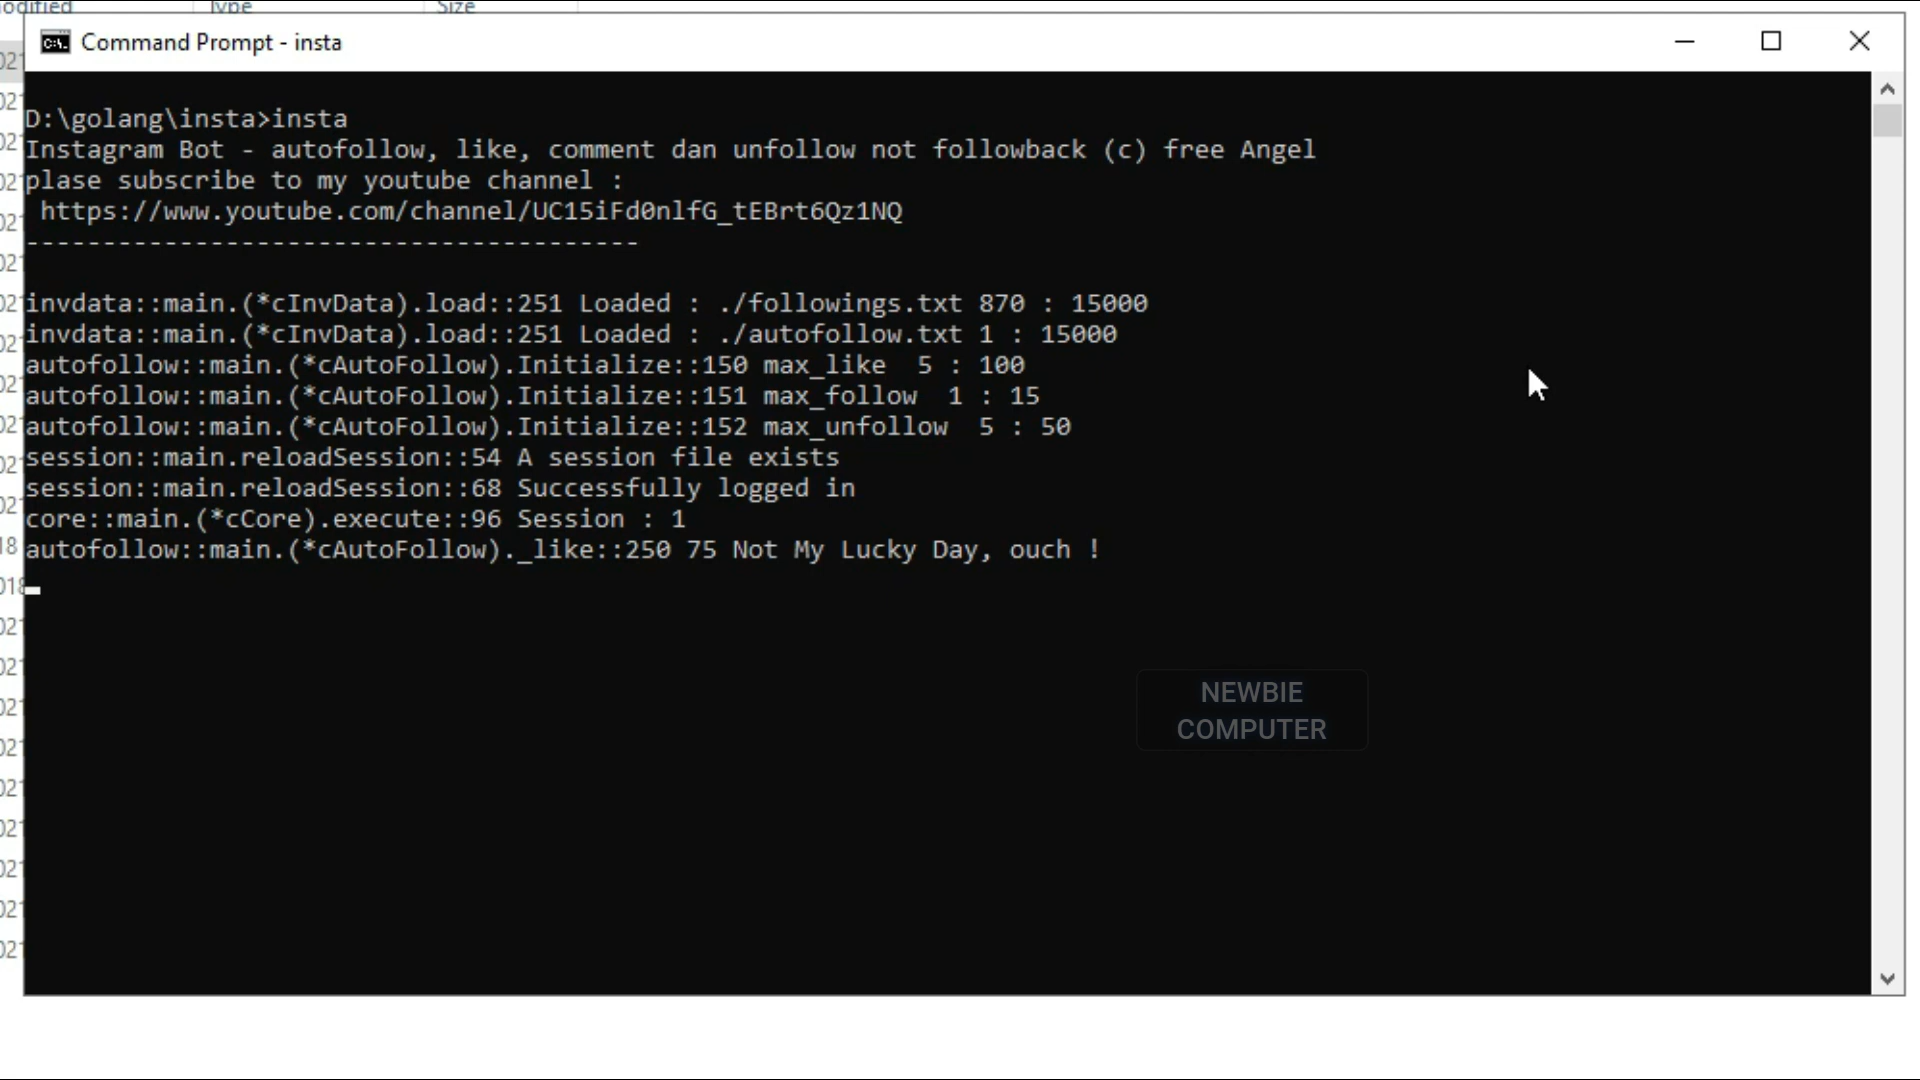 Type
Size
Command Prompt - insta
D:\golang\insta>insta
Instagram Bot - autofollow, like, comment dan unfollow not followback (c) free Angel
plase subscribe to my youtube channel :
https://www.youtube.com/channel/UC15iFd0nlfG_tEBrt6Qz1NQ
----------------------------------------
invdata::main.(*cInvData).load::251 Loaded : ./followings.txt 870 : 15000
invdata::main.(*cInvData).load::251 Loaded : ./autofollow.txt 1 : 15000
autofollow::main.(*cAutoFollow).Initialize::150 max_like  5 : 100
autofollow::main.(*cAutoFollow).Initialize::151 max_follow  1 : 15
autofollow::main.(*cAutoFollow).Initialize::152 max_unfollow  5 : 50
session::main.reloadSession::54 A session file exists
session::main.reloadSession::68 Successfully logged in
core::main.(*cCore).execute::96 Session : 1
autofollow::main.(*cAutoFollow)._like::250 75 Not My Lucky Day, ouch !
NEWBIE
COMPUTER